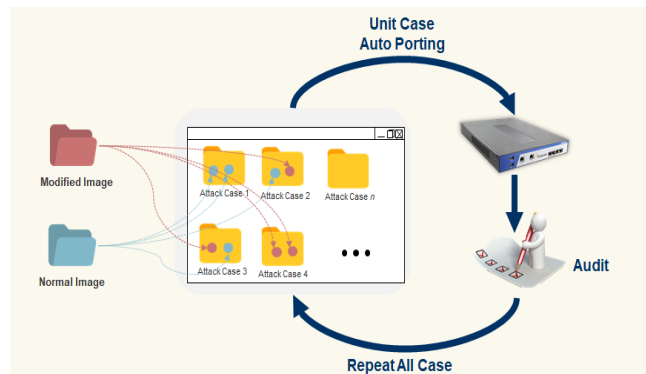 Unit Case
Auto Porting
Modified Image
Normal Image
Attack Case 1
Attack Case 2
Attack Case n
Attack Case 3
Attack Case 4
• • •
Audit
Repeat All Case